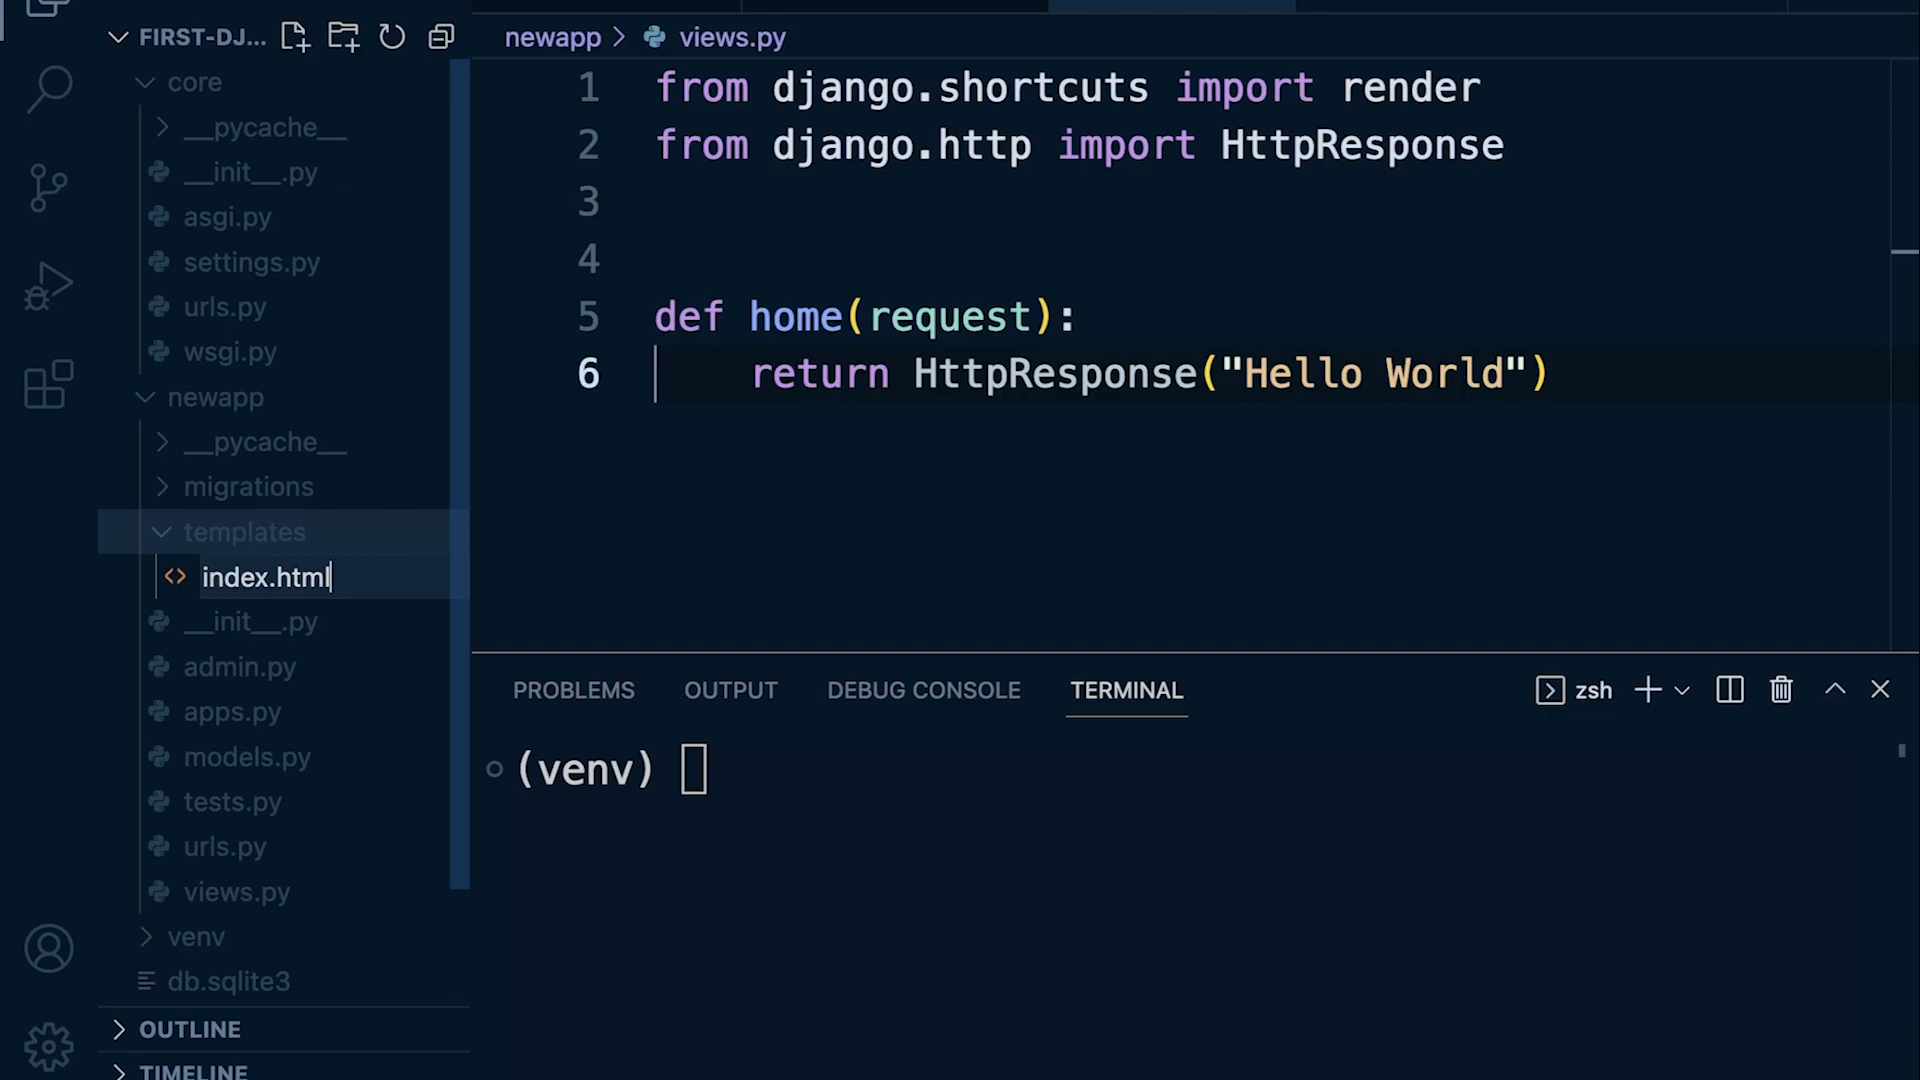 FIRST-DJ...
core
__pycache__
__init__.py
asgi.py
settings.py
urls.py
wsgi.py
newapp
__pycache__
migrations
templates
index.html
__init__.py
admin.py
apps.py
models.py
tests.py
urls.py
views.py
venv
db.sqlite3
OUTLINE
TIMELINE
newapp > views.py
1 from django.shortcuts import render
2 from django.http import HttpResponse
3
4
5 def home(request):
6 return HttpResponse("Hello World")
PROBLEMS OUTPUT DEBUG CONSOLE TERMINAL zsh
(venv)